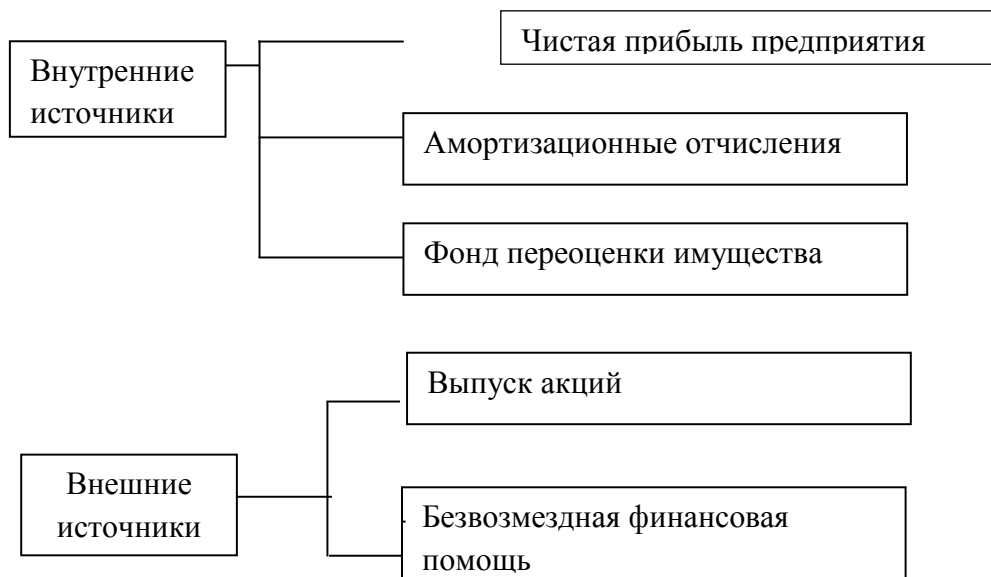 Чистая прибыль предприятия
Внутренние
источники
Амортизационные отчисления
Фонд переоценки имущества
Выпуск акций
Внешние
источники
Безвозмездная финансовая
помощь